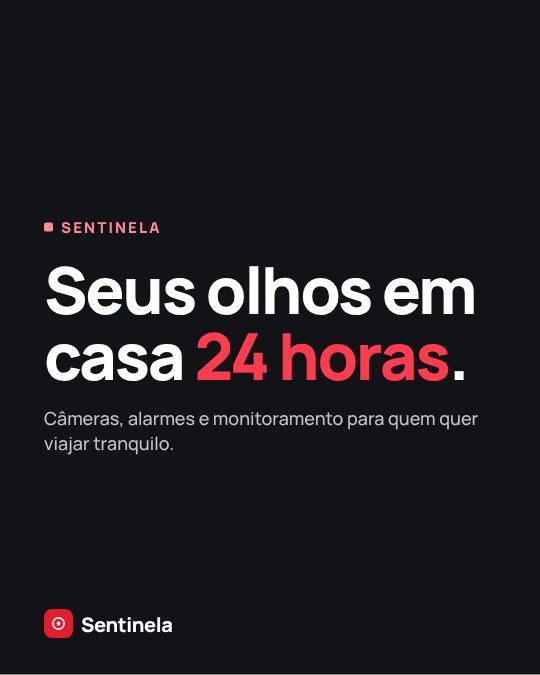 SENTINELA
Seus olhos em
casa 24 horas.
Câmeras, alarmes e monitoramento para quem quer
viajar tranquilo.
Sentinela